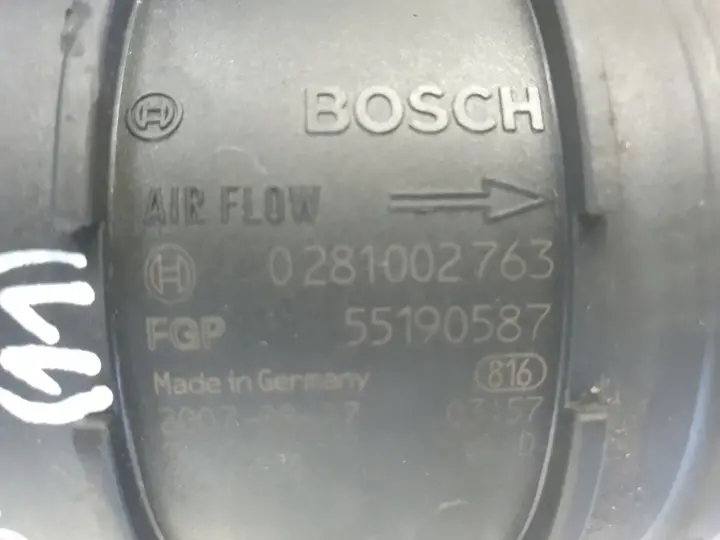 BOSCH
AIR FLOW
0 281 002 763
FGP 55190587
Made in Germany 816